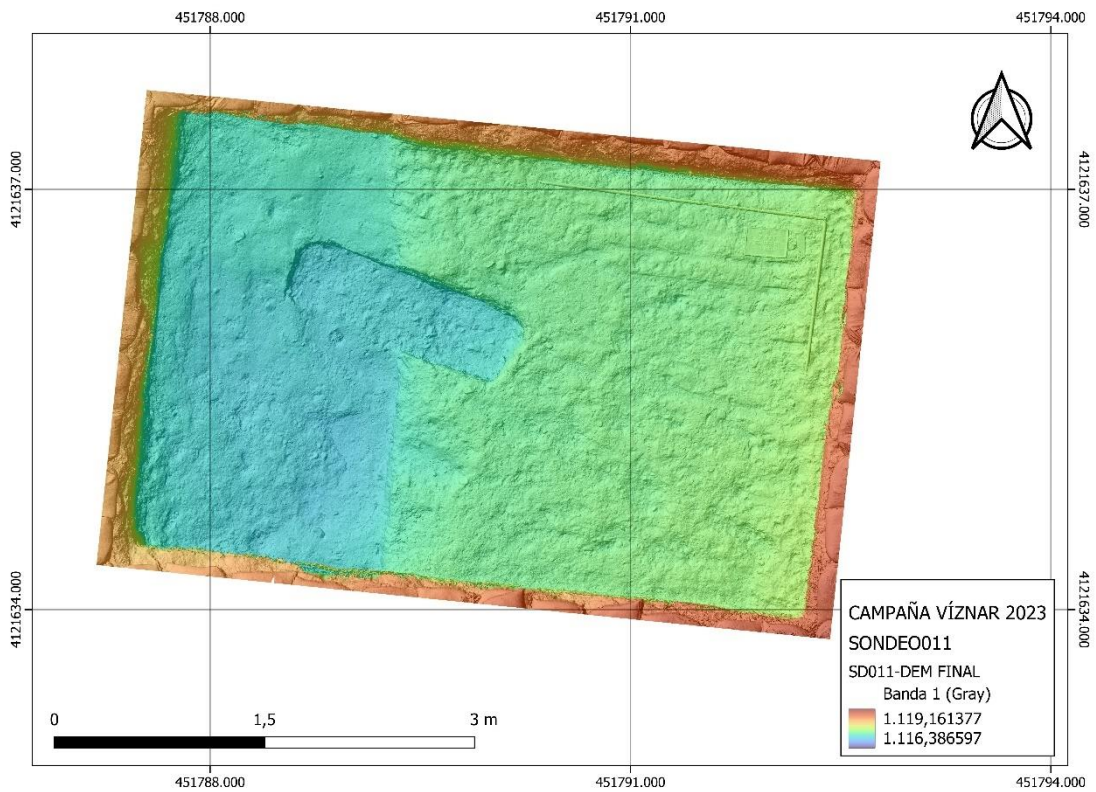 451788.000 451791.000 451794.000
4121637.000 4121637.000
4121634.000 4121634.000
CAMPAÑA VÍZNAR 2023
SONDEO011
SD011-DEM FINAL
Banda 1 (Gray)
1.119,161377
1.116,386597
0 1,5 3 m
451788.000 451791.000 451794.000